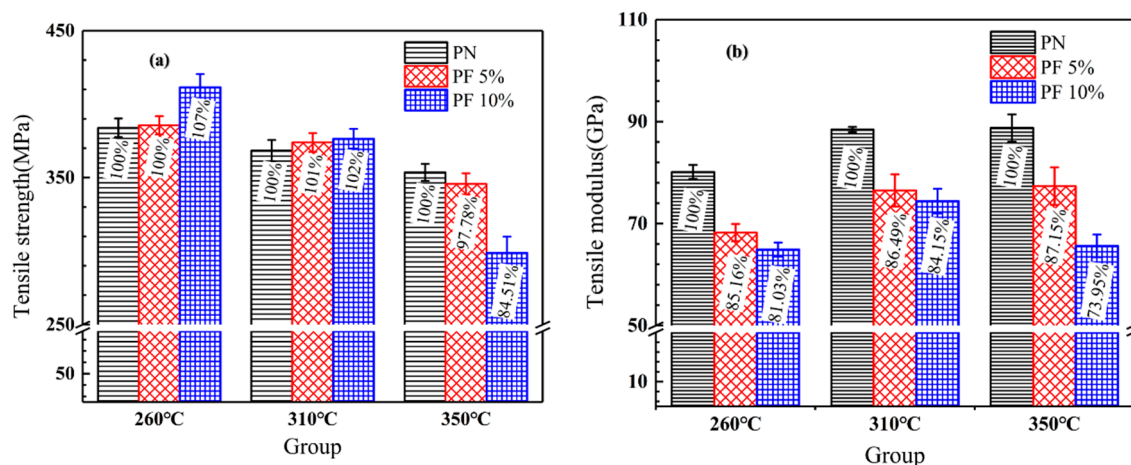 (a)
PN
PF 5%
PF 10%
Tensile strength(MPa)
450
350
250
50
100%
100%
107%
100%
101%
102%
100%
97.78%
84.51%
260°C
310°C
350°C
Group
(b)
PN
PF 5%
PF 10%
Tensile modulus(GPa)
110
90
70
50
10
100%
85.16%
81.03%
100%
86.49%
84.15%
100%
87.15%
73.95%
260°C
310°C
350°C
Group